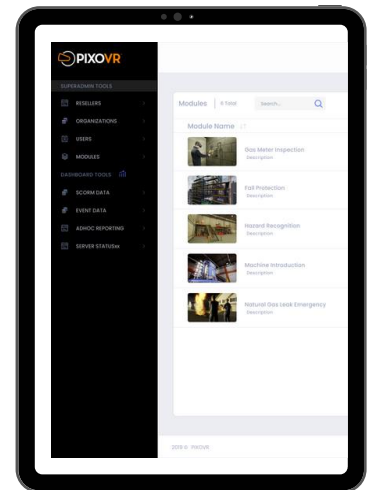 PIXOVR
SUPERADMIN TOOLS
RESELLERS
ORGANIZATIONS
USERS
MODULES
DASHBOARD TOOLS
SCORM DATA
EVENT DATA
ADHOC REPORTING
SERVER STATUSxx
Modules
Total
Search...
Module Name
Gas Meter Inspection
Description
Fall Protection
Description
Hazard Recognition
Description
Machine Introduction
Description
Natural Gas Leak Emergency
Description
2019 © PIXOVR